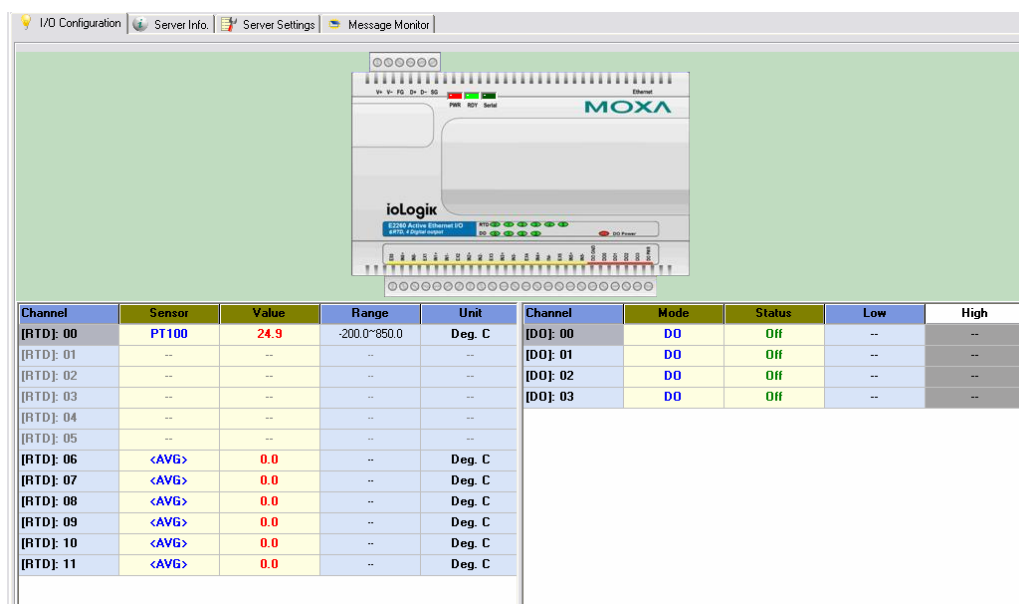 I/O Configuration Server Info. Server Settings Message Monitor
V+ V- FG D+ D- SG Ethernet
PWR RDY Serial
MOXA
ioLogik
E2260 Active Ethernet I/O RTD
6 RTD, 4 Digital output DO DO Power
Channel Sensor Value Range Unit
[RTD]: 00 PT100 24.9 -200.0~850.0 Deg. C
[RTD]: 01 -- -- -- --
[RTD]: 02 -- -- -- --
[RTD]: 03 -- -- -- --
[RTD]: 04 -- -- -- --
[RTD]: 05 -- -- -- --
[RTD]: 06 <AVG> 0.0 -- Deg. C
[RTD]: 07 <AVG> 0.0 -- Deg. C
[RTD]: 08 <AVG> 0.0 -- Deg. C
[RTD]: 09 <AVG> 0.0 -- Deg. C
[RTD]: 10 <AVG> 0.0 -- Deg. C
[RTD]: 11 <AVG> 0.0 -- Deg. C
Channel Mode Status Low High
[DO]: 00 DO Off -- --
[DO]: 01 DO Off -- --
[DO]: 02 DO Off -- --
[DO]: 03 DO Off -- --